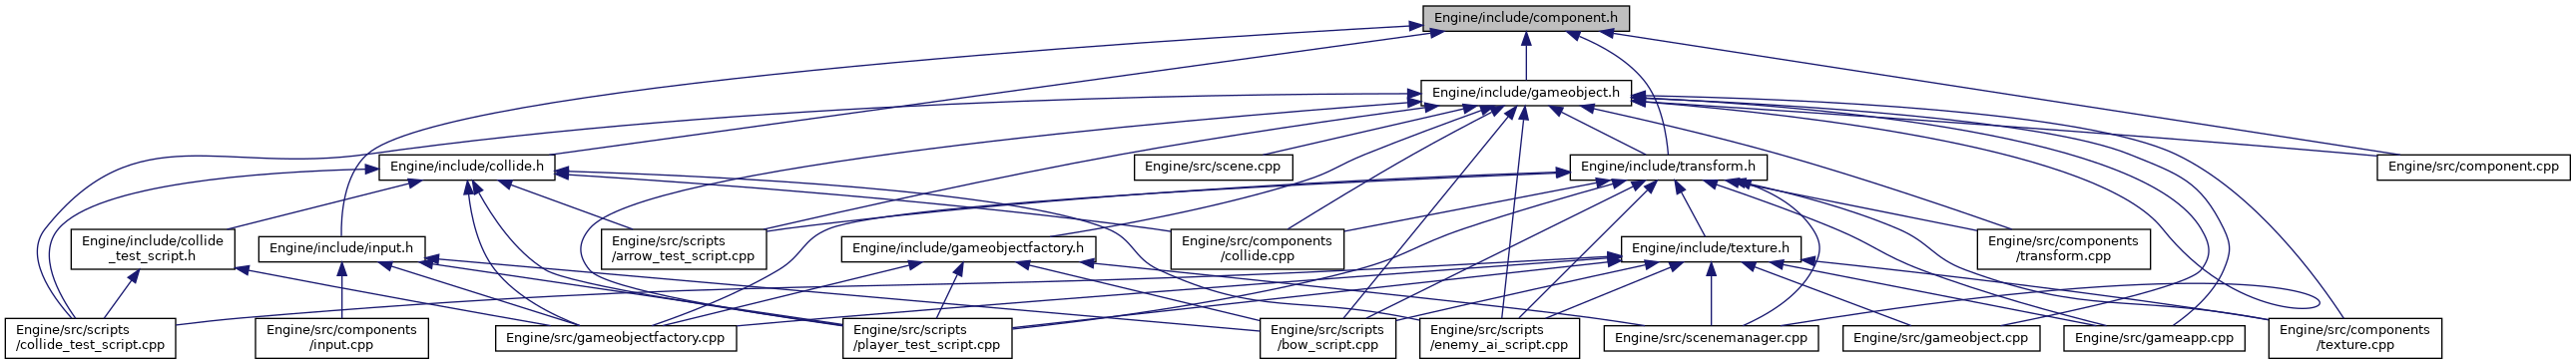 Engine/include/component.h
Engine/include/gameobject.h
Engine/include/collide.h
Engine/src/scene.cpp
Engine/include/transform.h
Engine/src/component.cpp
Engine/include/collide
_test_script.h
Engine/include/input.h
Engine/src/scripts
/arrow_test_script.cpp
Engine/include/gameobjectfactory.h
Engine/src/components
/collide.cpp
Engine/include/texture.h
Engine/src/components
/transform.cpp
Engine/src/scripts
/collide_test_script.cpp
Engine/src/components
/input.cpp
Engine/src/gameobjectfactory.cpp
Engine/src/scripts
/player_test_script.cpp
Engine/src/scripts
/bow_script.cpp
Engine/src/scripts
/enemy_ai_script.cpp
Engine/src/scenemanager.cpp
Engine/src/gameobject.cpp
Engine/src/gameapp.cpp
Engine/src/components
/texture.cpp